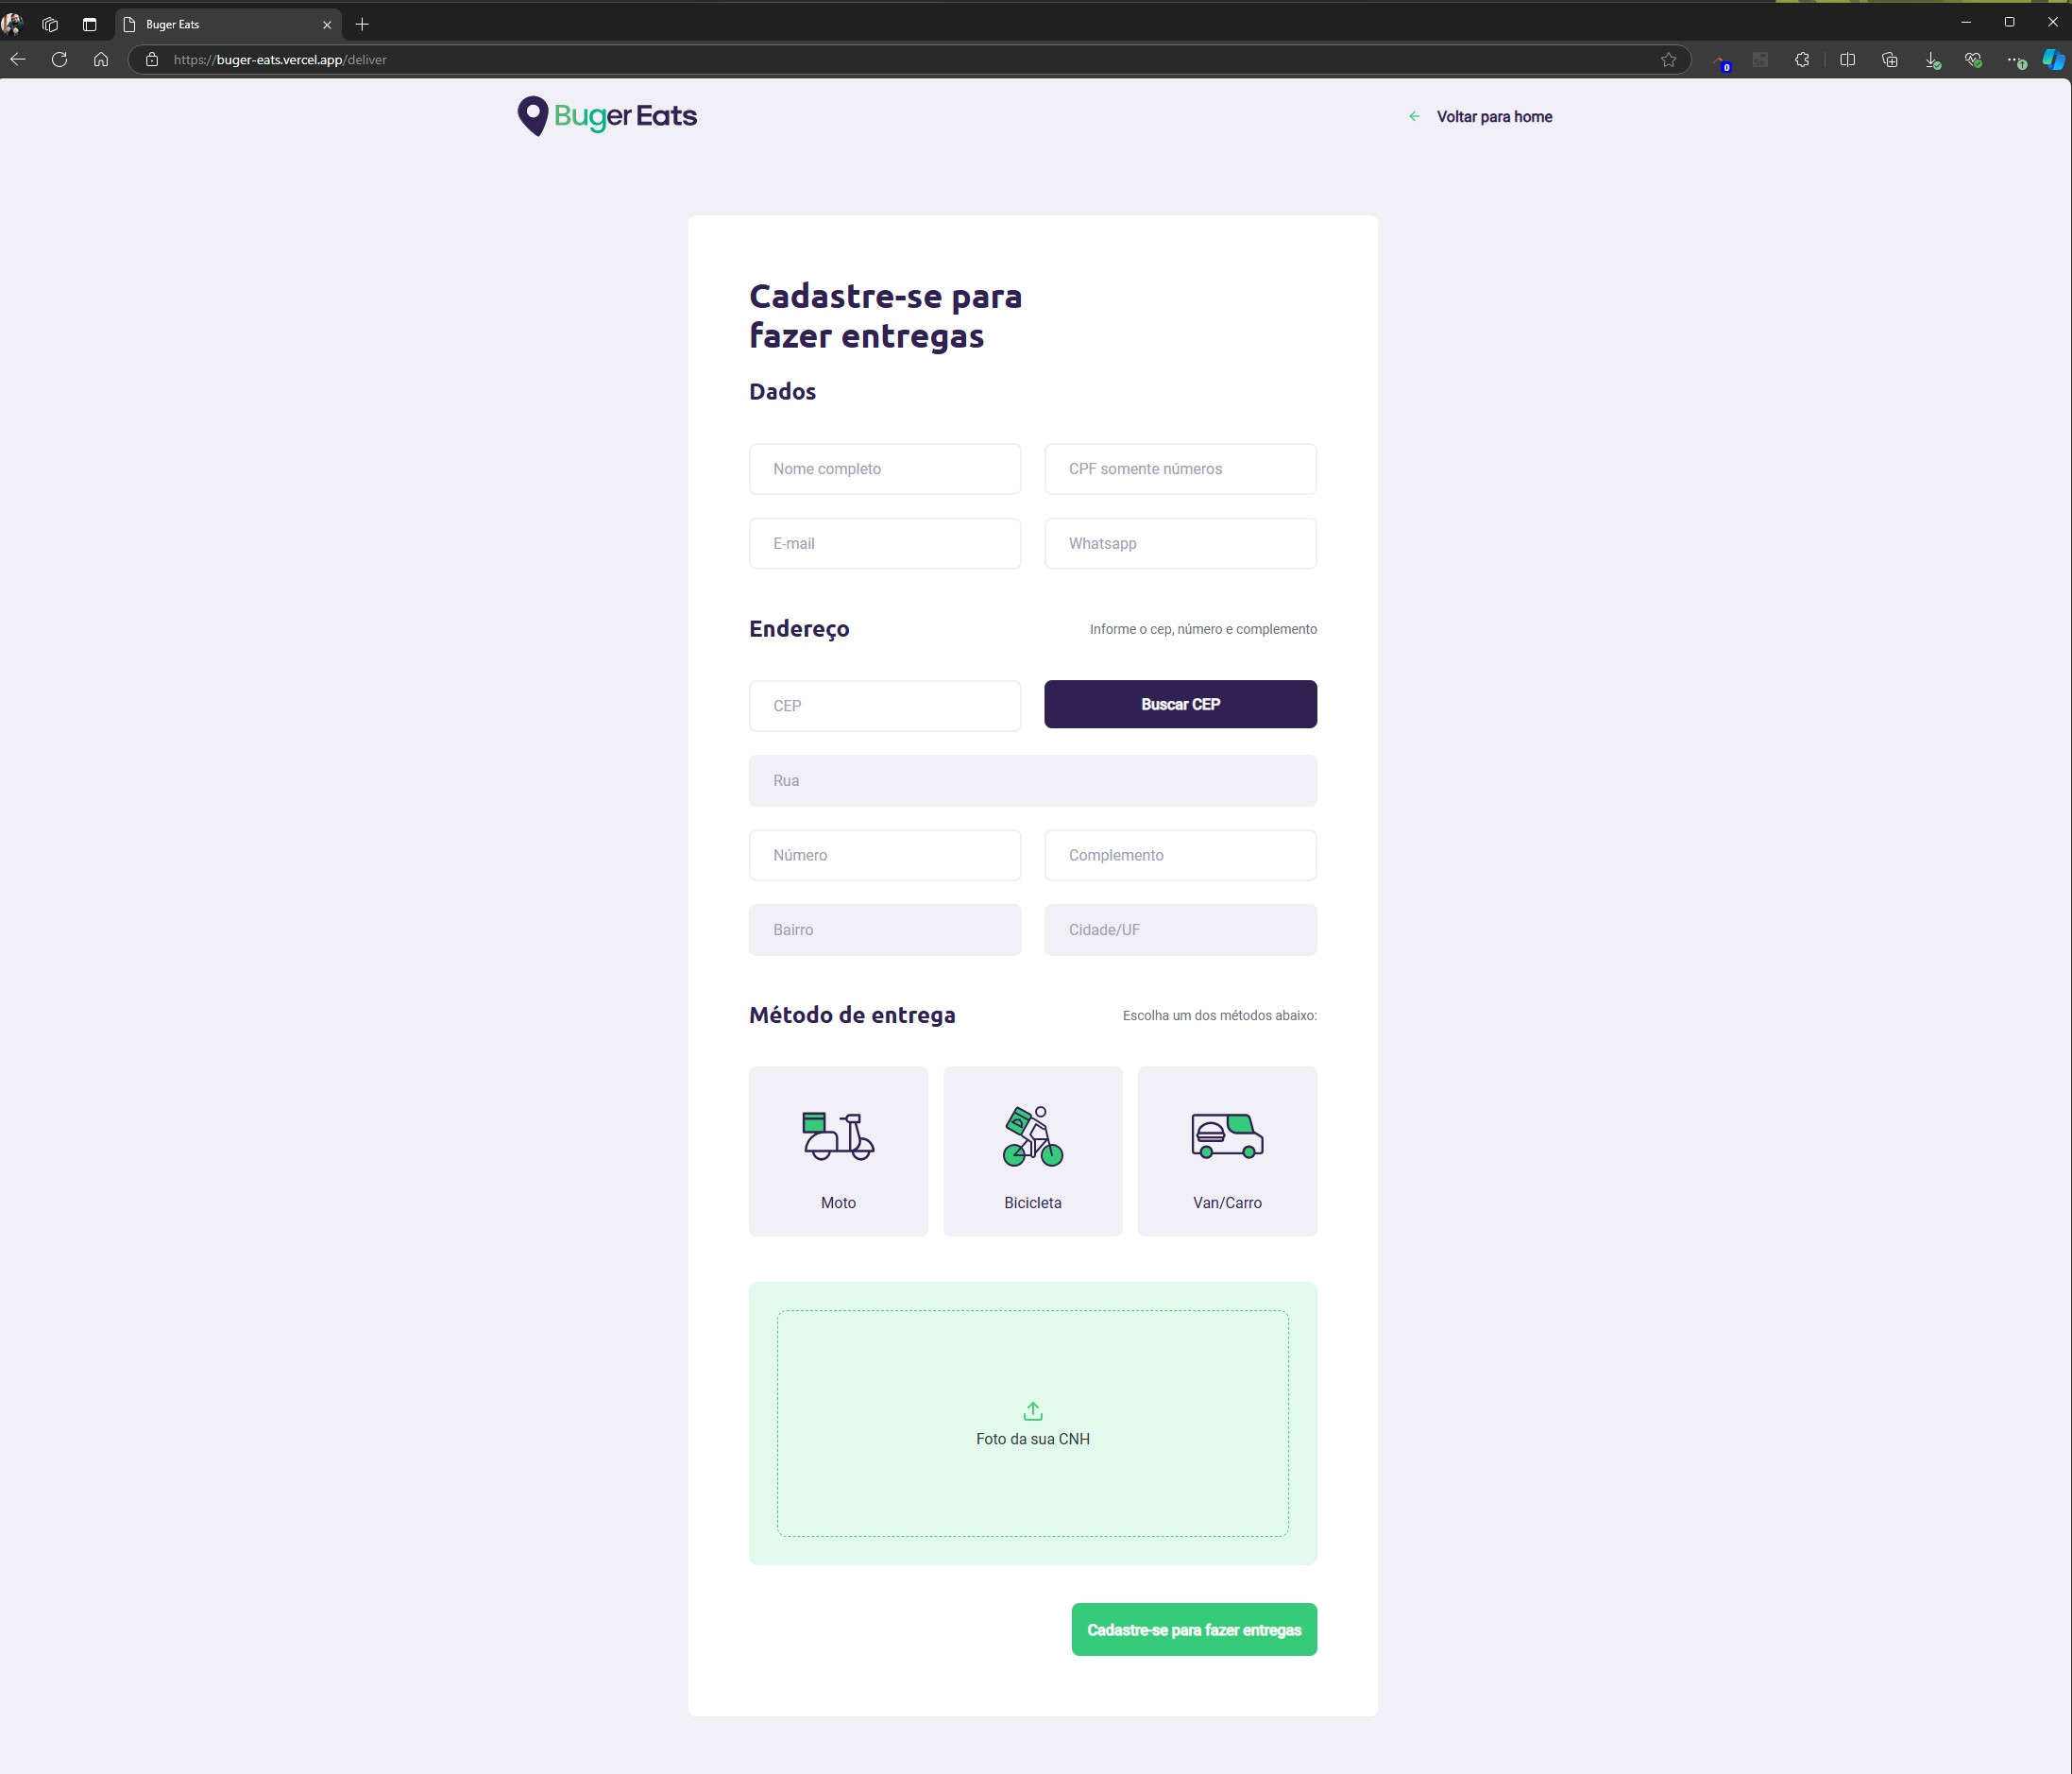 Buger Eats
https://buger-eats.vercel.app/deliver
0
Buger Eats
Voltar para home
Cadastre-se para
fazer entregas
Dados
Nome completo
CPF somente números
E-mail
Whatsapp
Endereço
Informe o cep, número e complemento
CEP
Buscar CEP
Rua
Número
Complemento
Bairro
Cidade/UF
Método de entrega
Escolha um dos métodos abaixo:
Moto
Bicicleta
Van/Carro
Foto da sua CNH
Cadastre-se para fazer entregas